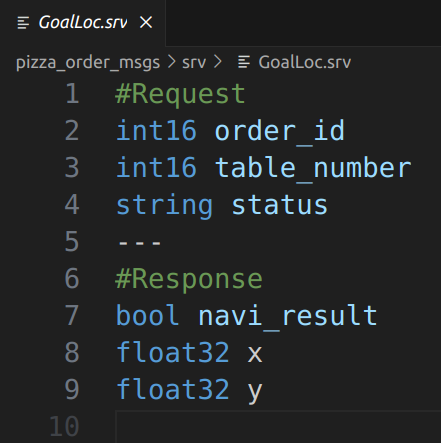 GoalLoc.srv
pizza_order_msgs > srv > GoalLoc.srv
1 #Request
2 int16 order_id
3 int16 table_number
4 string status
5 ---
6 #Response
7 bool navi_result
8 float32 x
9 float32 y
10